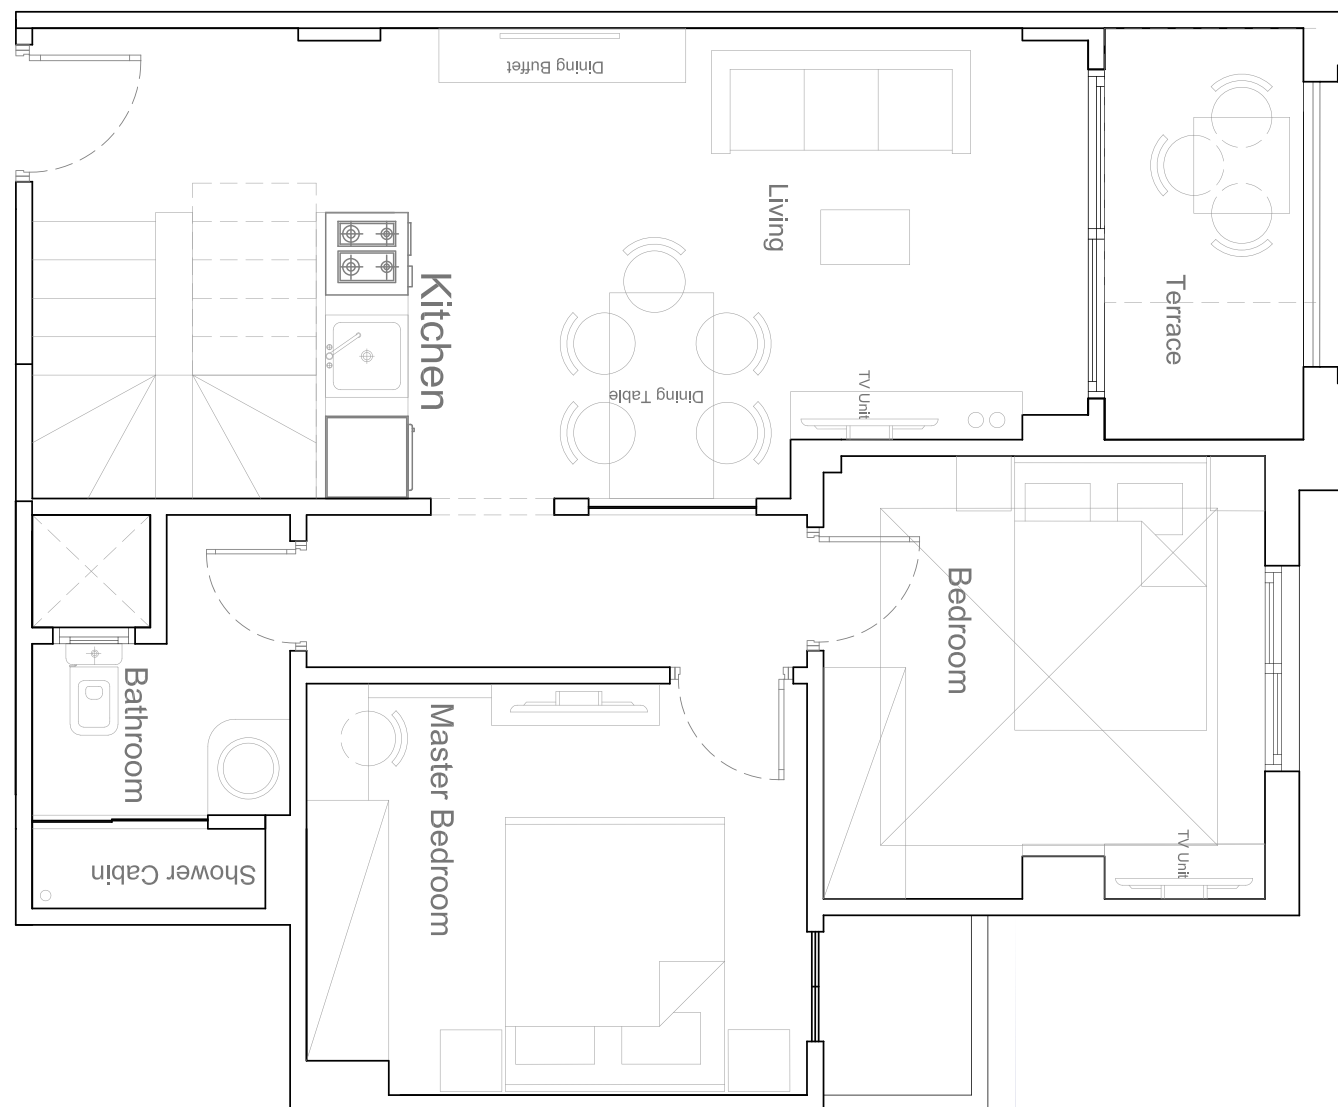 Dining Buffet
Living
Kitchen
Terrace
Dining Table
TV Unit
Bedroom
Bathroom
Master Bedroom
Shower Cabin
TV Unit